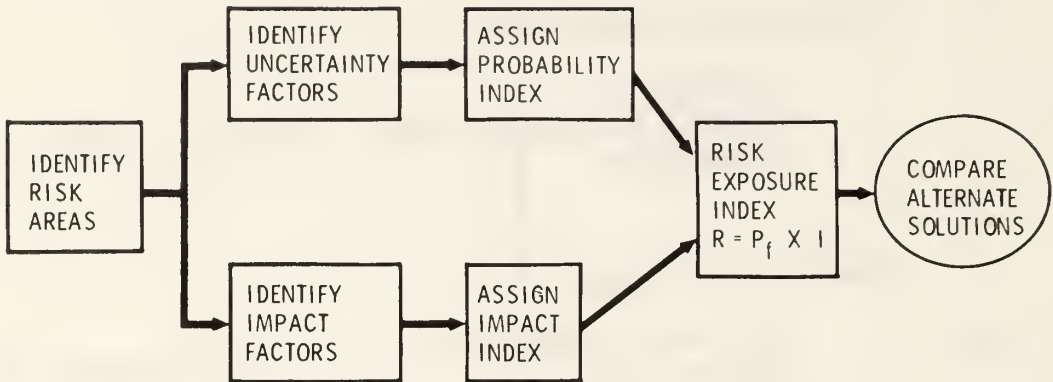 IDENTIFY
RISK
AREAS
IDENTIFY
UNCERTAINTY
FACTORS
ASSIGN
PROBABILITY
INDEX
IDENTIFY
IMPACT
FACTORS
ASSIGN
IMPACT
INDEX
RISK
EXPOSURE
INDEX
R = Pf X I
COMPARE
ALTERNATE
SOLUTIONS